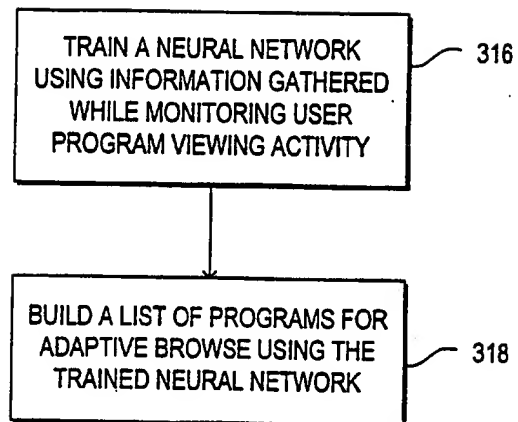 TRAIN A NEURAL NETWORK
USING INFORMATION GATHERED
WHILE MONITORING USER
PROGRAM VIEWING ACTIVITY
316
BUILD A LIST OF PROGRAMS FOR
ADAPTIVE BROWSE USING THE
TRAINED NEURAL NETWORK
318